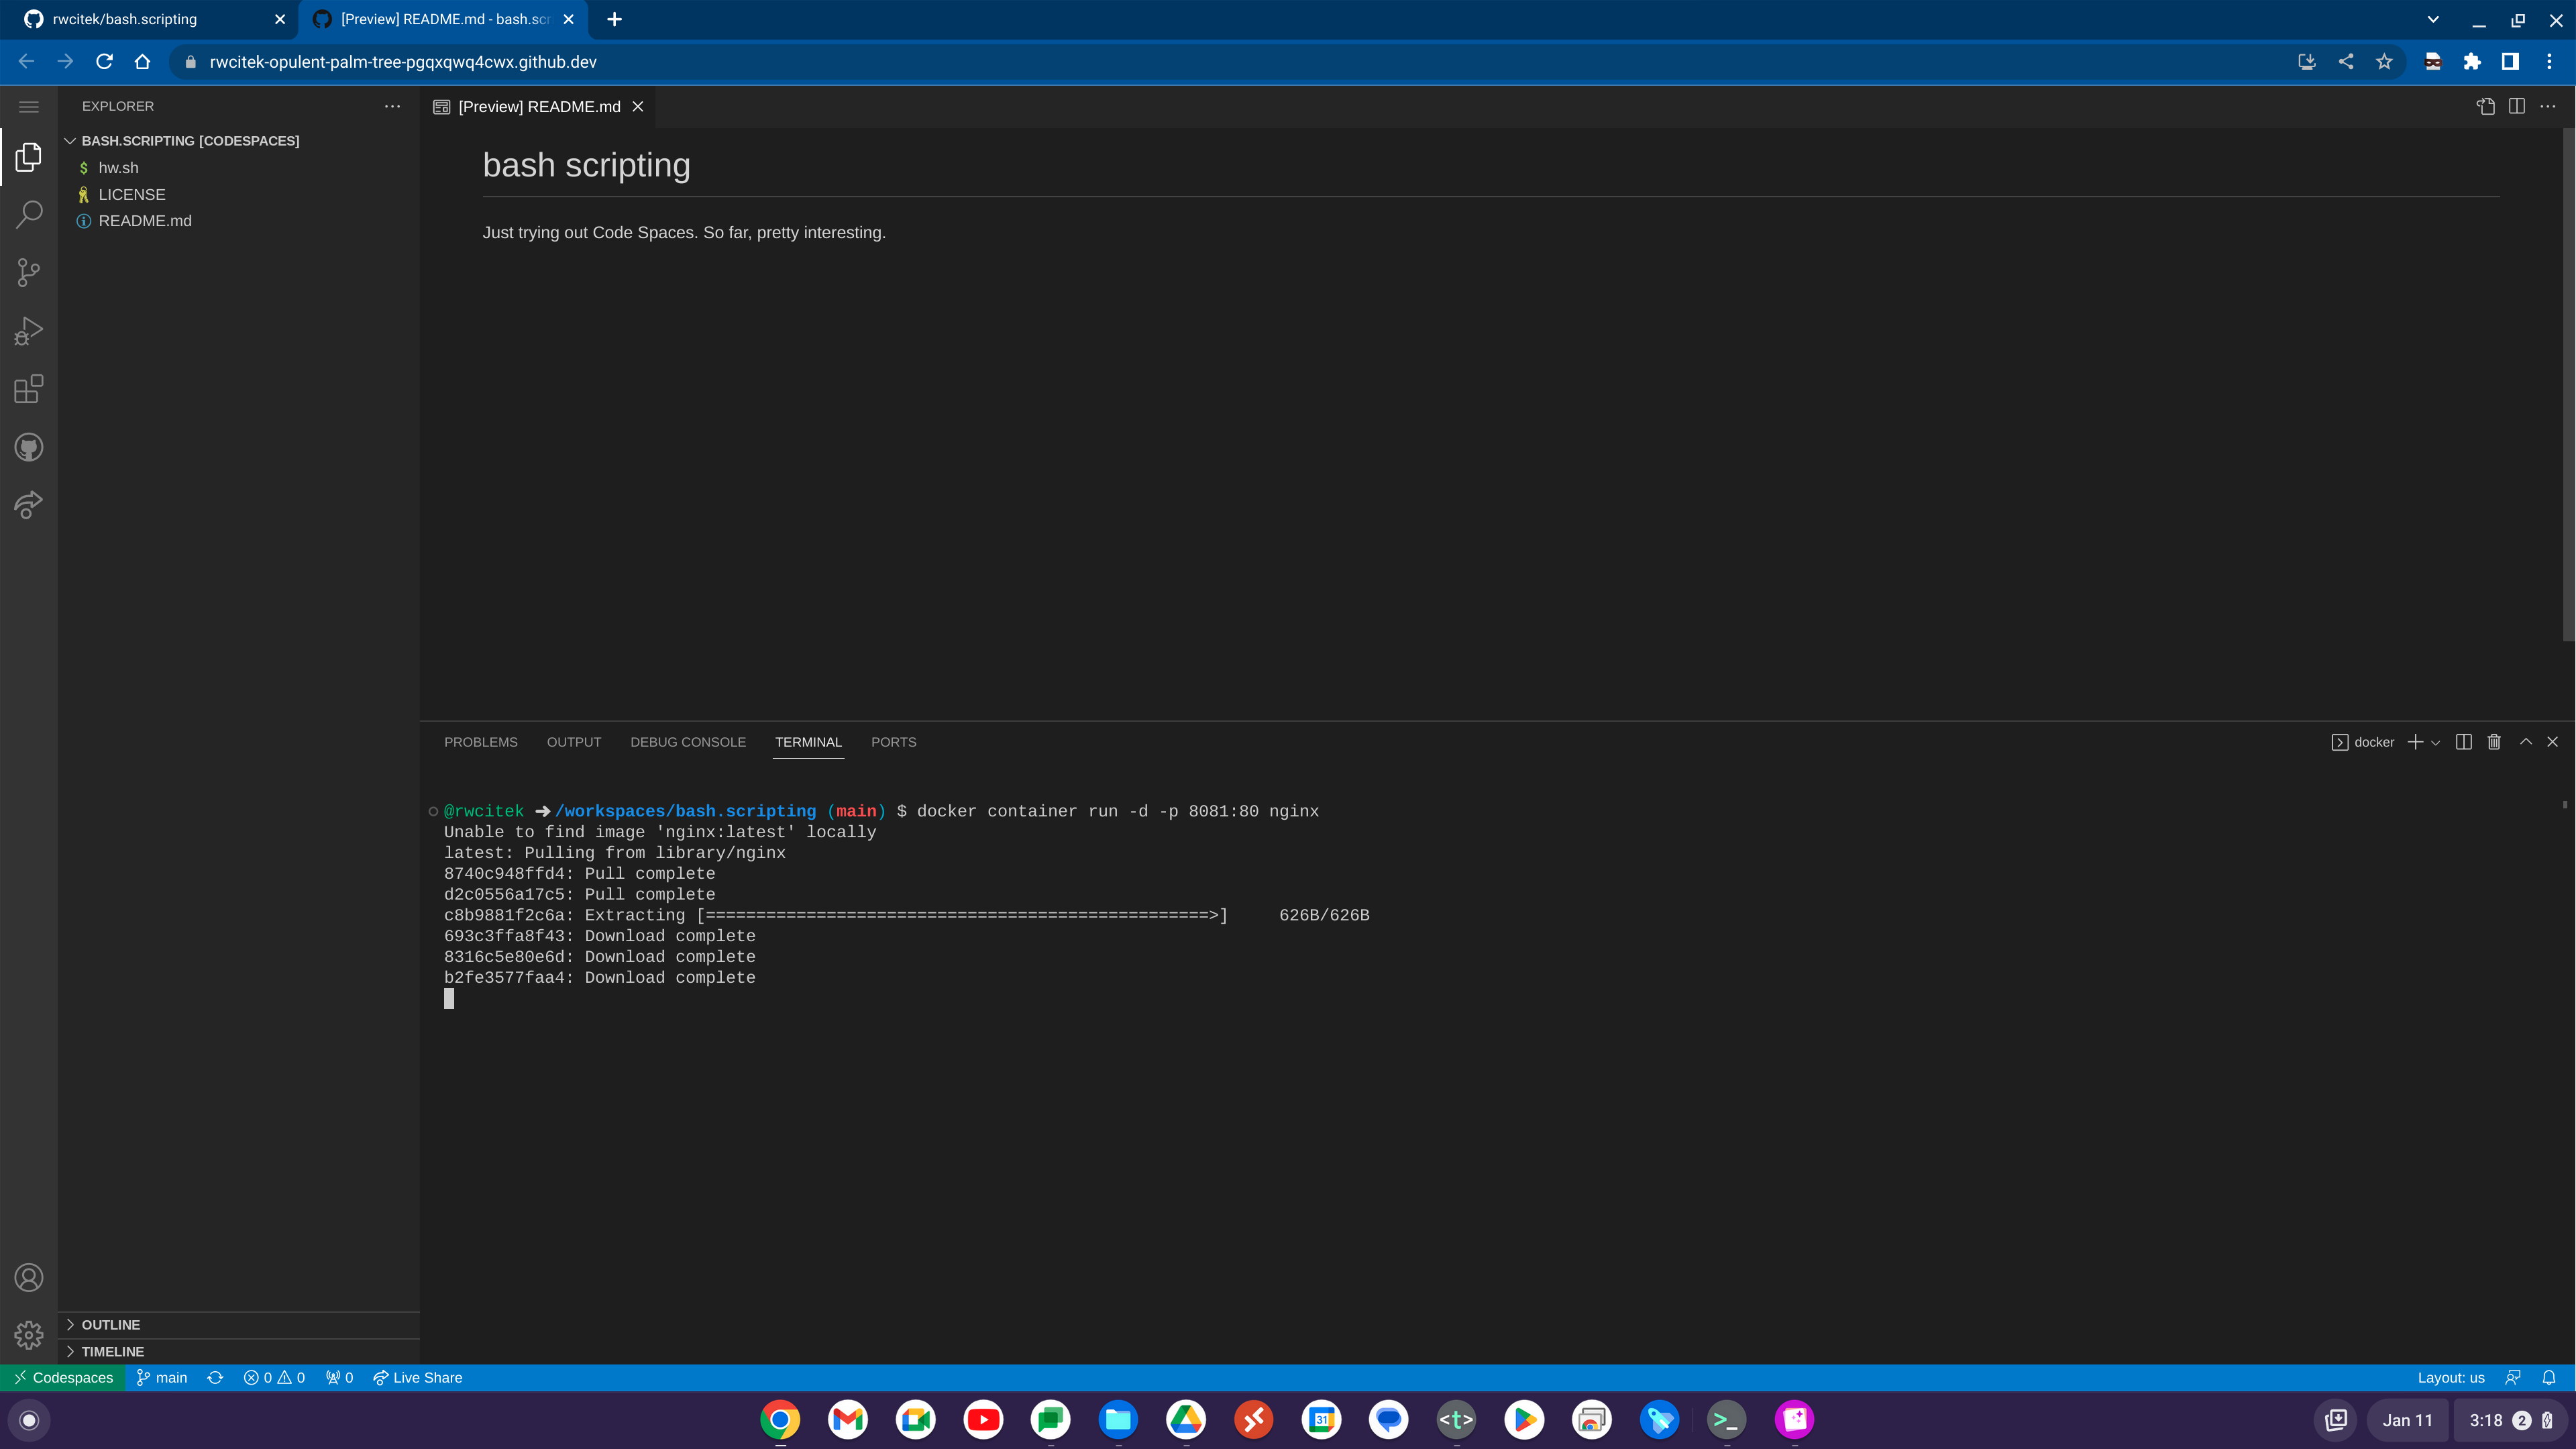 rwcitek/bash.scripting
[Preview] README.md - bash.scr
rwcitek-opulent-palm-tree-pgqxqwq4cwx.github.dev
EXPLORER
[Preview] README.md
BASH.SCRIPTING [CODESPACES]
$ hw.sh
LICENSE
README.md
bash scripting
Just trying out Code Spaces. So far, pretty interesting.
PROBLEMS OUTPUT DEBUG CONSOLE TERMINAL PORTS
docker
@rwcitek ➜ /workspaces/bash.scripting (main) $ docker container run -d -p 8081:80 nginx
Unable to find image 'nginx:latest' locally
latest: Pulling from library/nginx
8740c948ffd4: Pull complete
d2c0556a17c5: Pull complete
c8b9881f2c6a: Extracting [==================================================>]     626B/626B
693c3ffa8f43: Download complete
8316c5e80e6d: Download complete
b2fe3577faa4: Download complete
OUTLINE
TIMELINE
Codespaces main 0 0 0 Live Share
Layout: us
31
<t>
>_
Jan 11
3:18 2